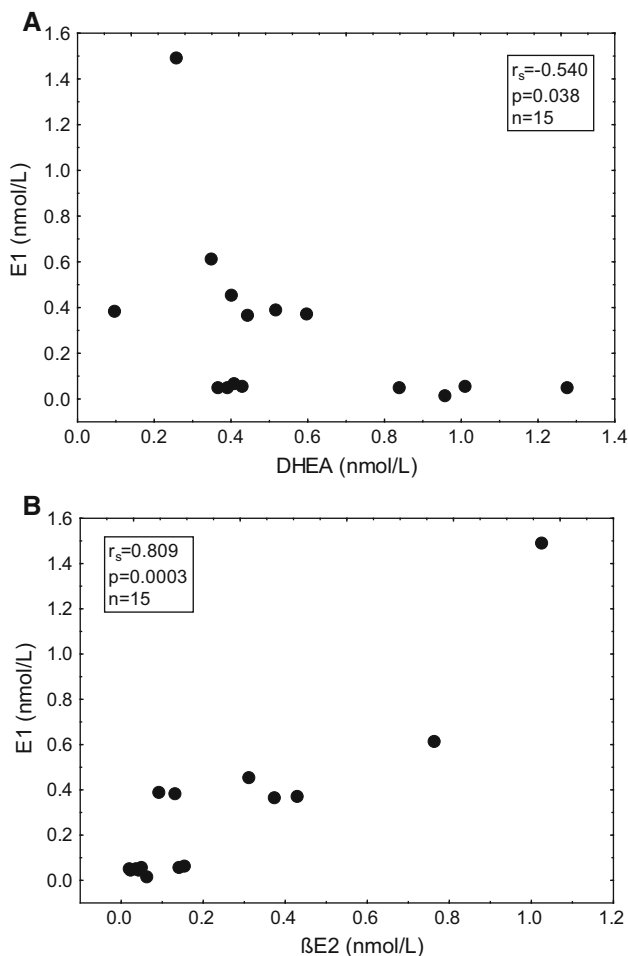 A
1.6
1.4
1.2
1.0
0.8
0.6
0.4
0.2
0.0
E1 (nmol/L)
rs=-0.540
p=0.038
n=15
0.0 0.2 0.4 0.6 0.8 1.0 1.2 1.4
DHEA (nmol/L)
B
1.6
1.4
1.2
1.0
0.8
0.6
0.4
0.2
0.0
E1 (nmol/L)
rs=0.809
p=0.0003
n=15
0.0 0.2 0.4 0.6 0.8 1.0 1.2
ßE2 (nmol/L)